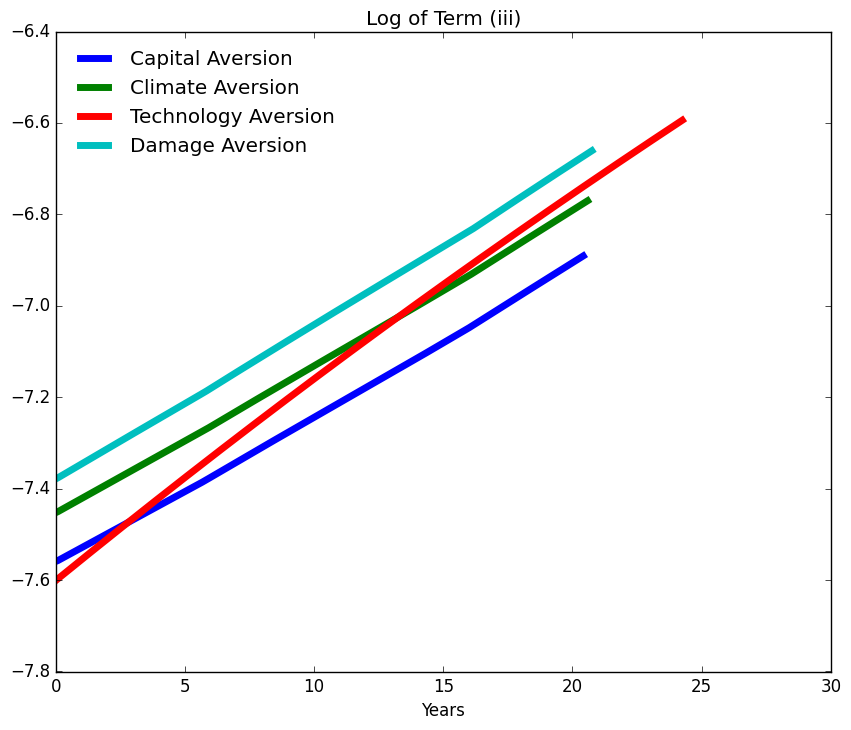 Log of Term (iii)
−6.4
−6.6
−6.8
−7.0
−7.2
−7.4
−7.6
−7.8
Capital Aversion
Climate Aversion
Technology Aversion
Damage Aversion
0 5 10 15 20 25 30
Years